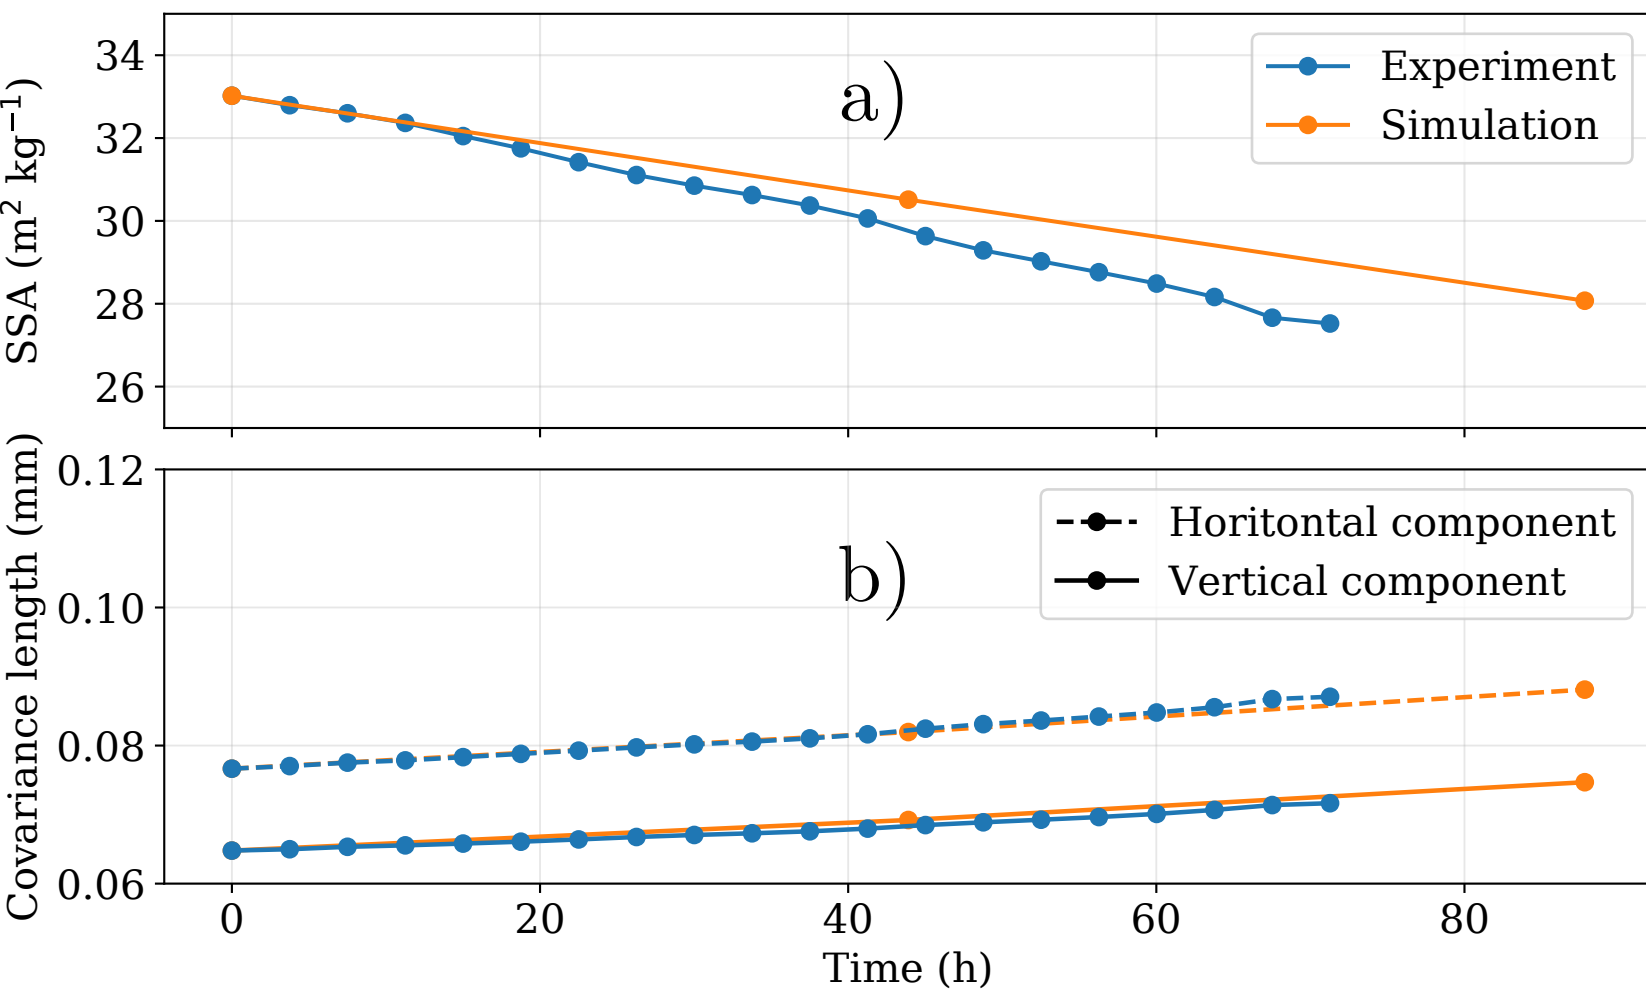 34
32
30
28
26
SSA (m² kg⁻¹)
a)
Experiment
Simulation
0.12
0.10
0.08
0.06
Covariance length (mm)
b)
Horitontal component
Vertical component
0 20 40 60 80
Time (h)